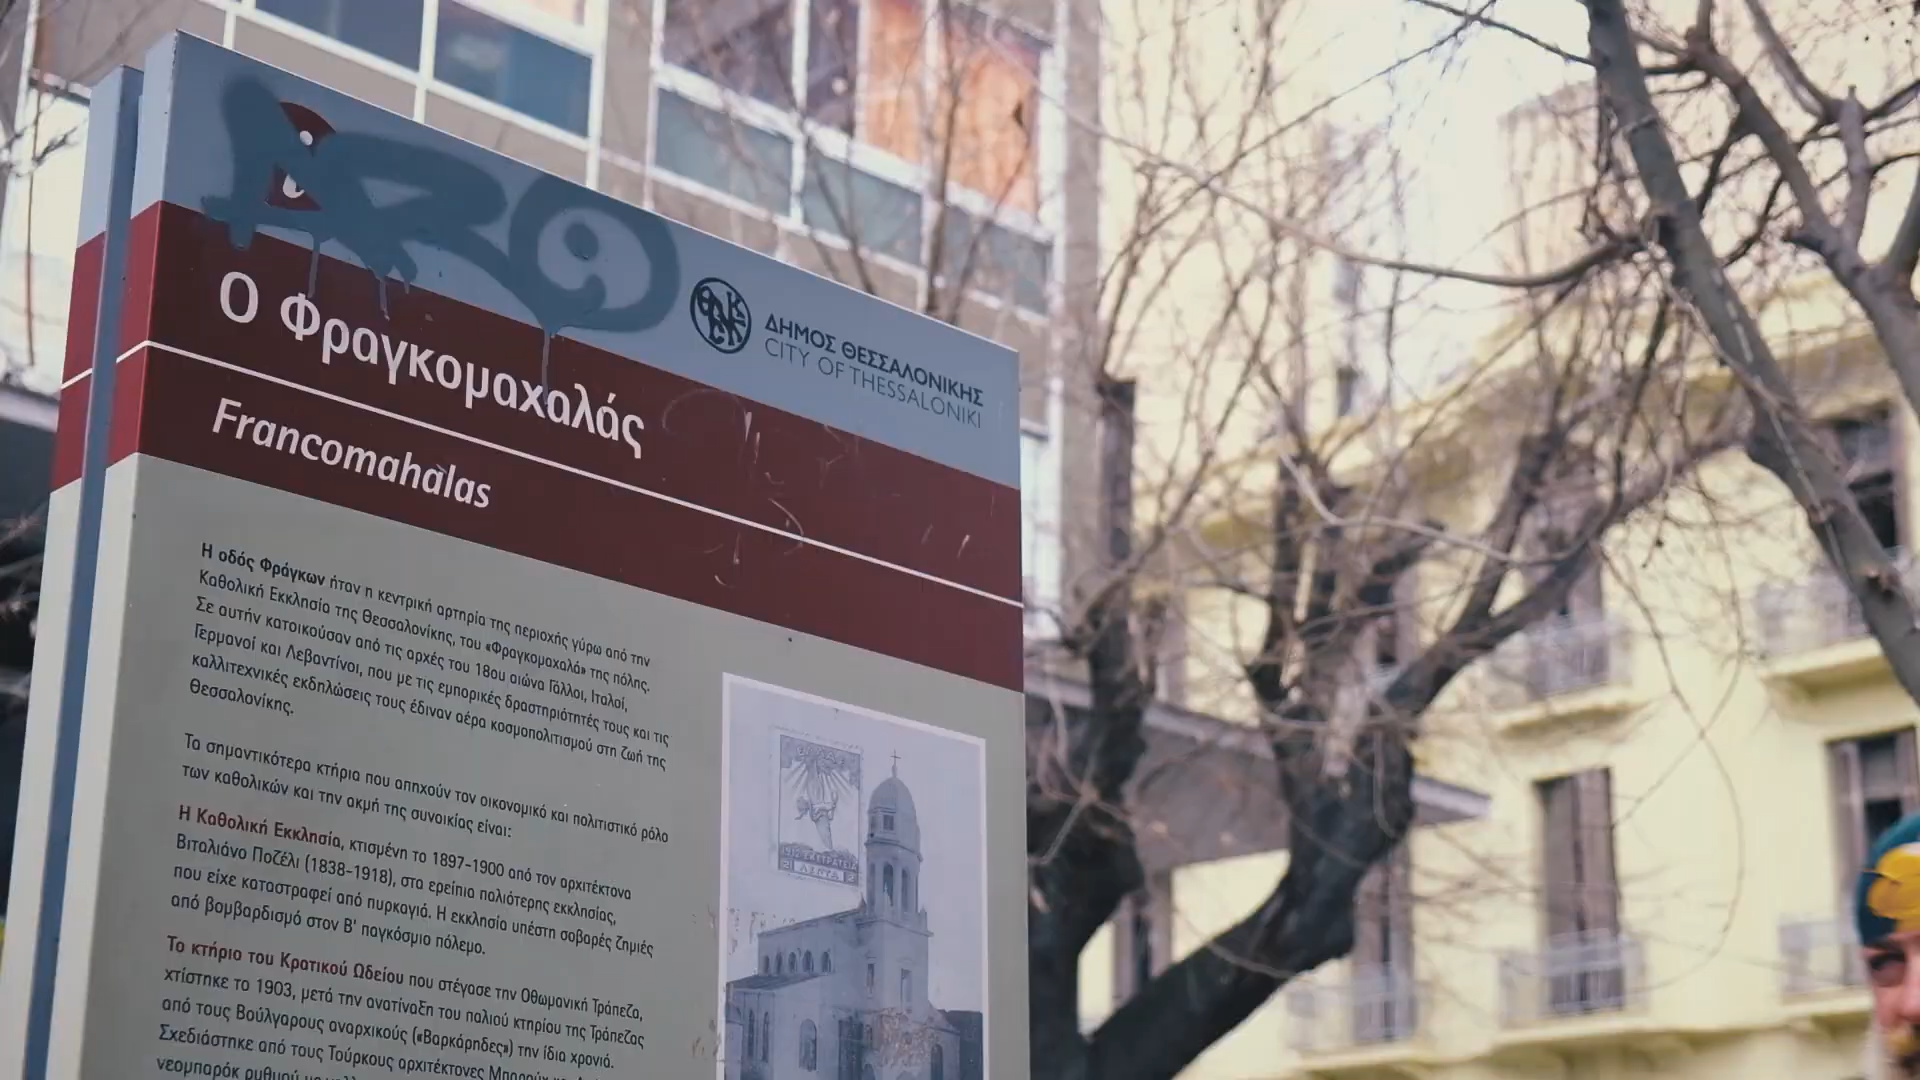 ΔΗΜΟΣ ΘΕΣΣΑΛΟΝΙΚΗΣ
CITY OF THESSALONIKI
Ο Φραγκομαχαλάς
Francomahalas
Η οδός Φράγκων ήταν η κεντρική αρτηρία της περιοχής γύρω από την
Καθολική Εκκλησία της Θεσσαλονίκης, του «Φραγκομαχαλά» της πόλης.
Σε αυτήν κατοικούσαν από τις αρχές του 18ου αιώνα Γάλλοι, Ιταλοί,
Γερμανοί και Λεβαντίνοι, που με τις εμπορικές δραστηριότητές τους και τις
καλλιτεχνικές εκδηλώσεις τους έδιναν αέρα κοσμοπολιτισμού στη ζωή της
Θεσσαλονίκης.
Τα σημαντικότερα κτήρια που απηχούν τον οικονομικό και πολιτιστικό ρόλο
των καθολικών και την ακμή της συνοικίας είναι:
Η Καθολική Εκκλησία, κτισμένη το 1897-1900 από τον αρχιτέκτονα
Βιταλιάνο Ποζέλι (1838-1918), στα ερείπια παλιότερης εκκλησίας,
που είχε καταστραφεί από πυρκαγιά. Η εκκλησία υπέστη σοβαρές ζημιές
από βομβαρδισμό στον Β' παγκόσμιο πόλεμο.
Το κτήριο του Κρατικού Ωδείου που στέγασε την Οθωμανική Τράπεζα,
χτίστηκε το 1903, μετά την ανατίναξη του παλιού κτηρίου της Τράπεζας
από τους Βούλγαρους αναρχικούς («Βαρκάρηδες») την ίδια χρονιά.
Σχεδιάστηκε από τους Τούρκους αρχιτέκτονες
νεομπαρόκ ρυθμού